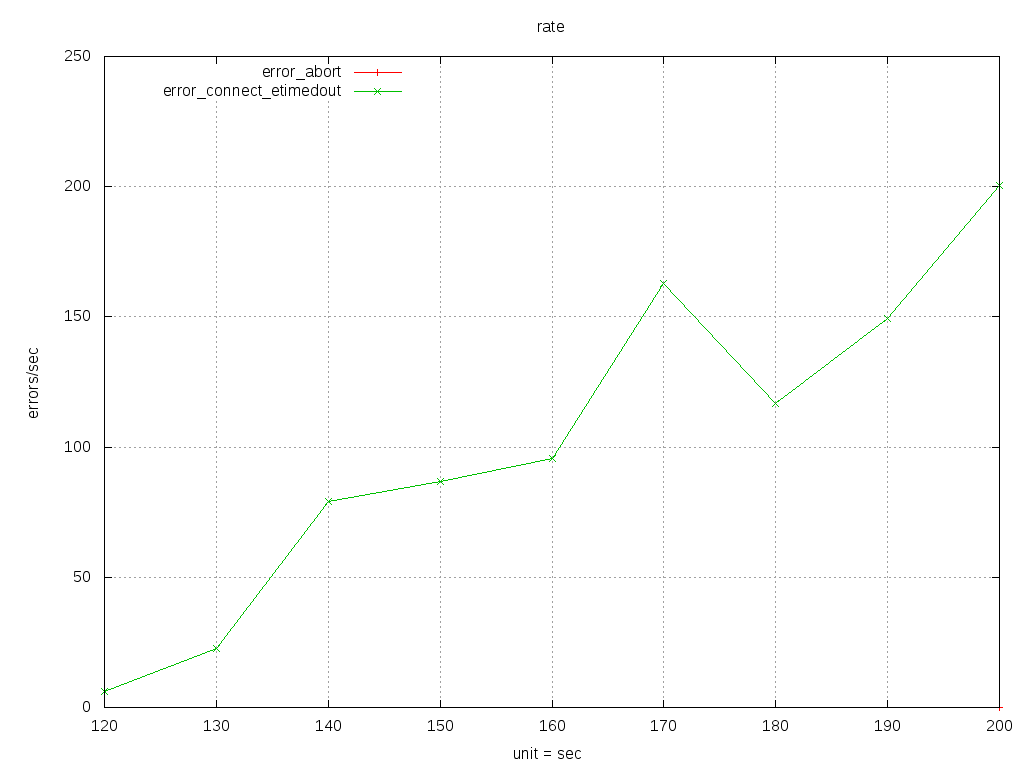 rate
250
error_abort
error_connect_etimedout
200
150
errors/sec
100
50
0
120 130 140 150 160 170 180 190 200
unit = sec